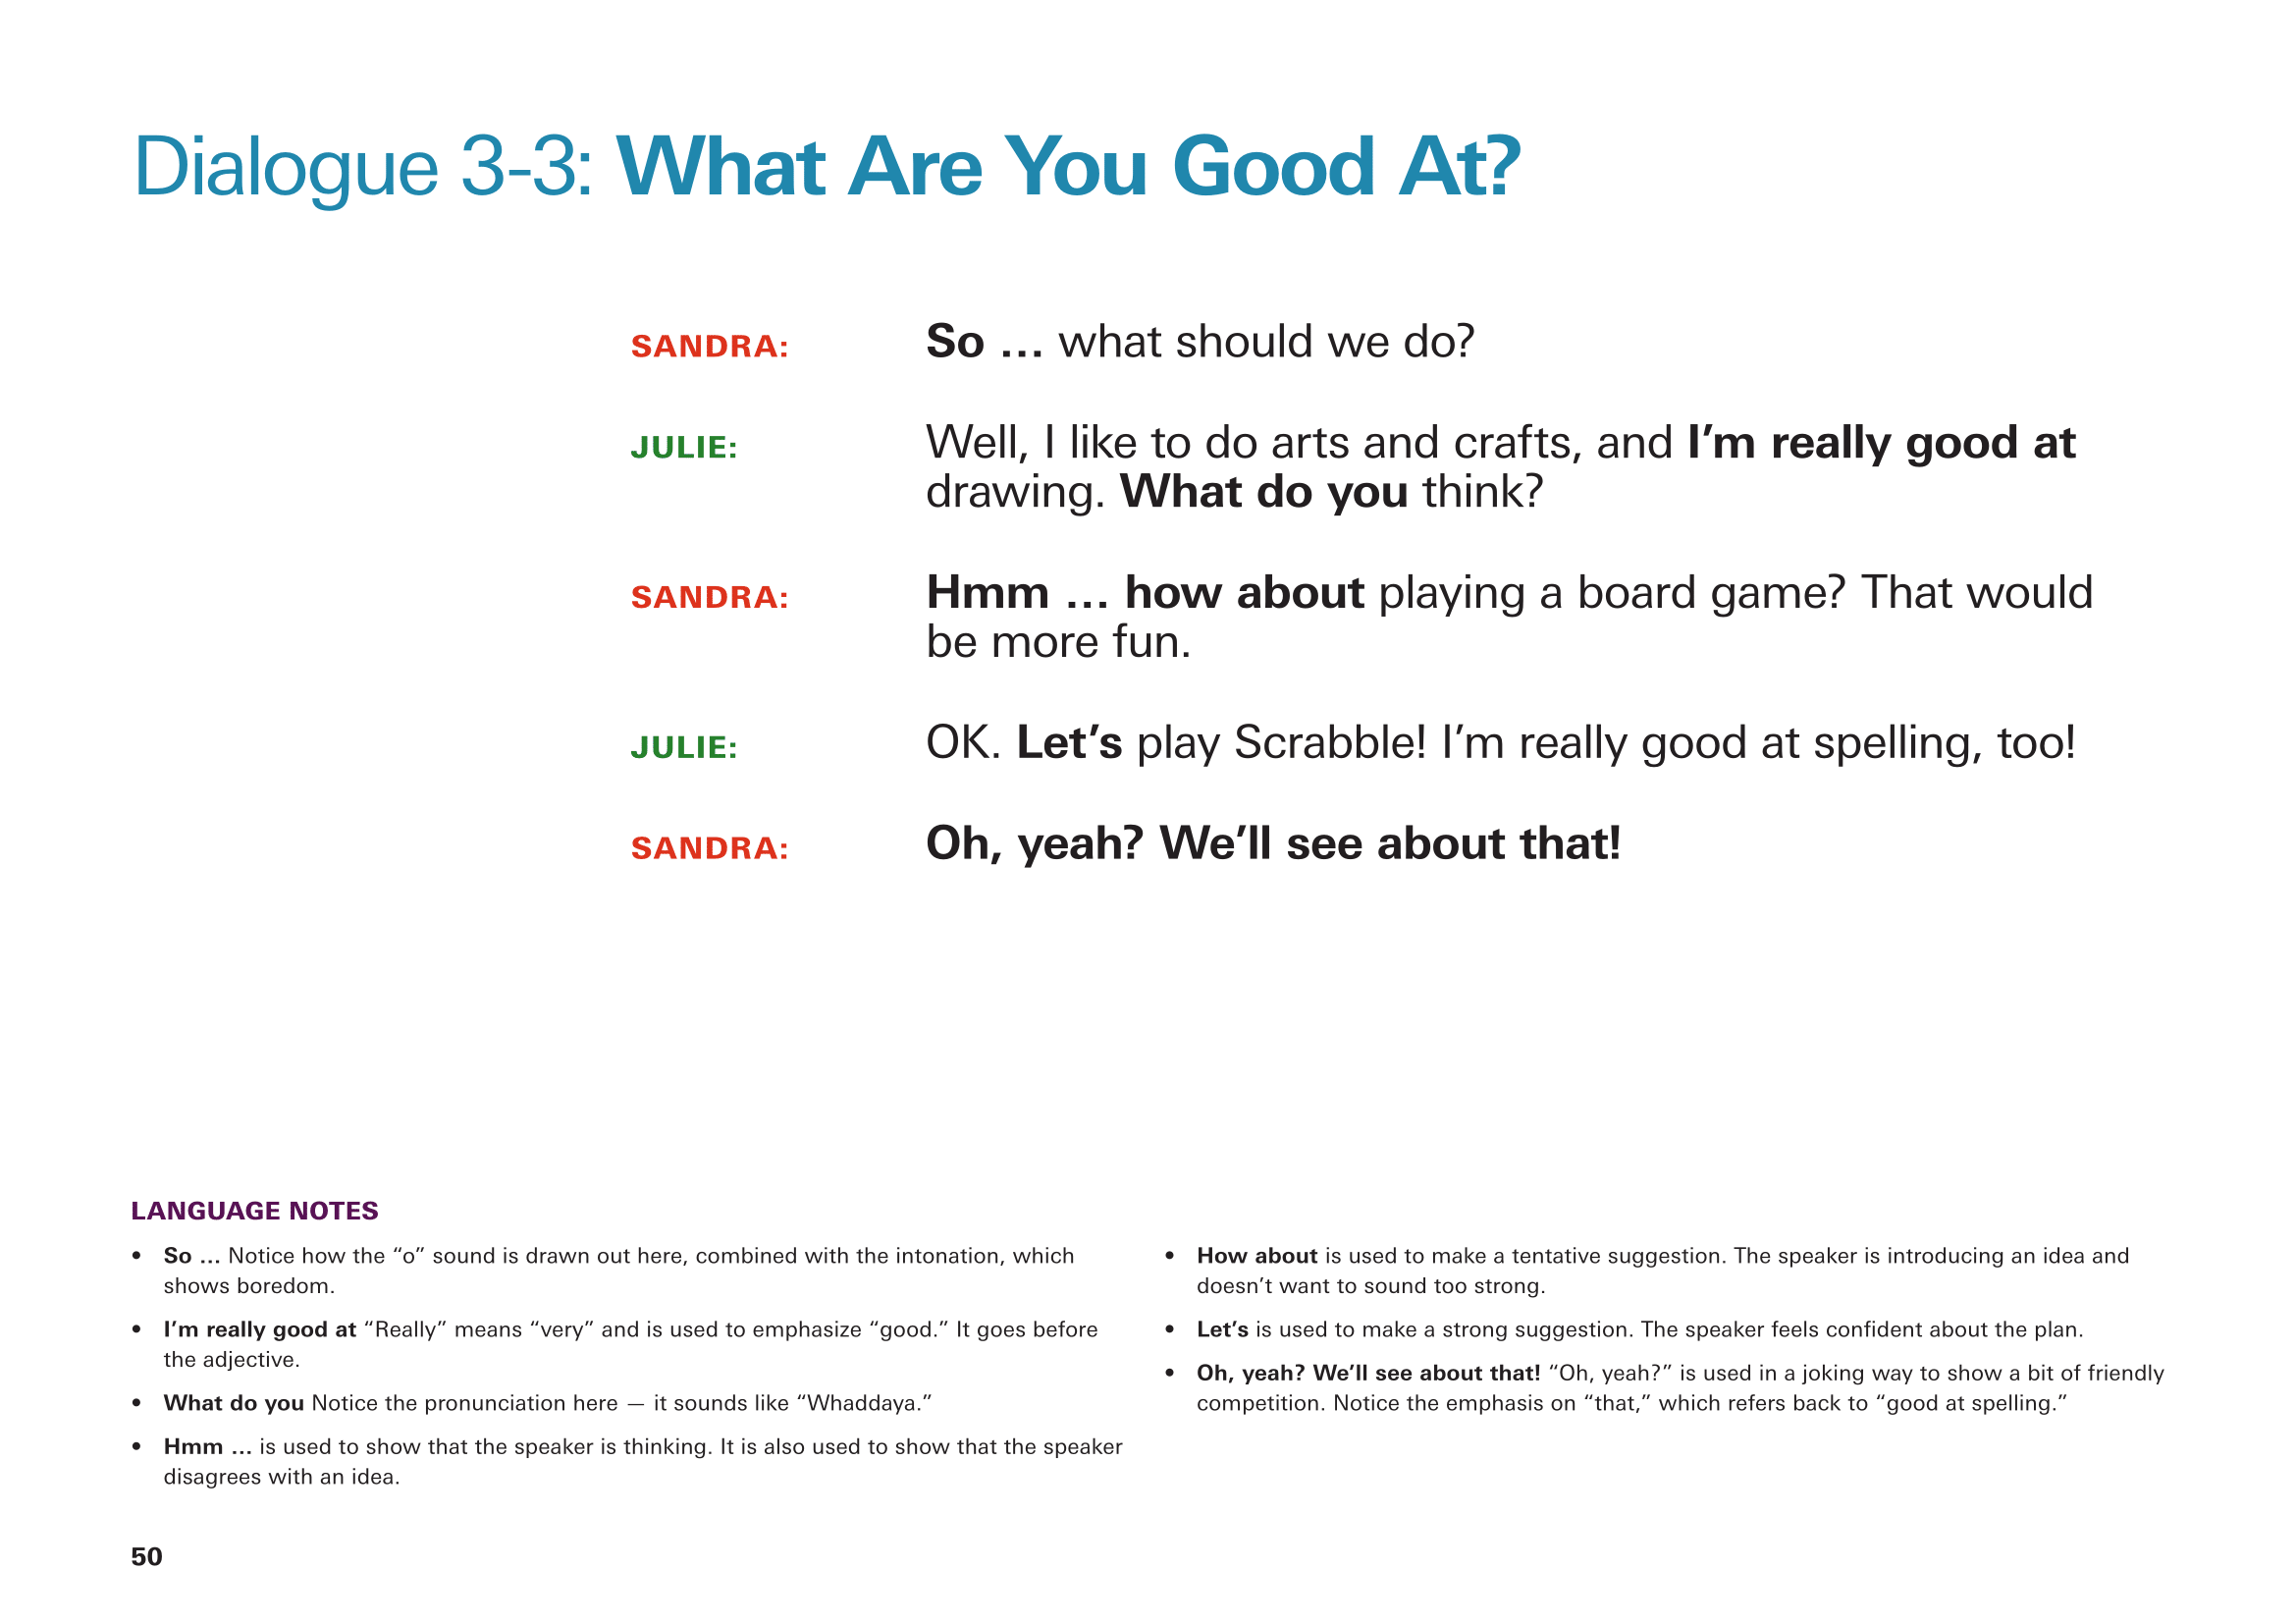 Dialogue 3-3: What Are You Good At?
SANDRA: So … what should we do?
JULIE: Well, I like to do arts and crafts, and I’m really good at
drawing. What do you think?
SANDRA: Hmm … how about playing a board game? That would
be more fun.
JULIE: OK. Let’s play Scrabble! I’m really good at spelling, too!
SANDRA: Oh, yeah? We’ll see about that!
LANGUAGE NOTES
• So … Notice how the “o” sound is drawn out here, combined with the intonation, which
shows boredom.
• I’m really good at “Really” means “very” and is used to emphasize “good.” It goes before
the adjective.
• What do you Notice the pronunciation here — it sounds like “Whaddaya.”
• Hmm … is used to show that the speaker is thinking. It is also used to show that the speaker
disagrees with an idea.
• How about is used to make a tentative suggestion. The speaker is introducing an idea and
doesn’t want to sound too strong.
• Let’s is used to make a strong suggestion. The speaker feels confident about the plan.
• Oh, yeah? We’ll see about that! “Oh, yeah?” is used in a joking way to show a bit of friendly
competition. Notice the emphasis on “that,” which refers back to “good at spelling.”
50